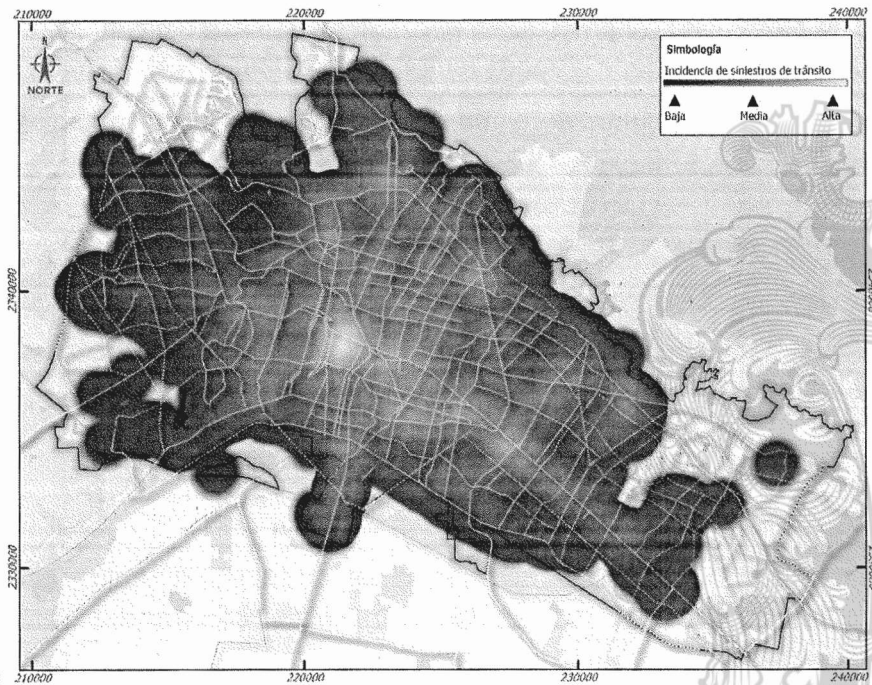 210000 220000 230000 240000
NORTE
Simbología
Incidencia de siniestros de tránsito
Baja Media Alta
2340000
2330000
210000 220000 230000 240000